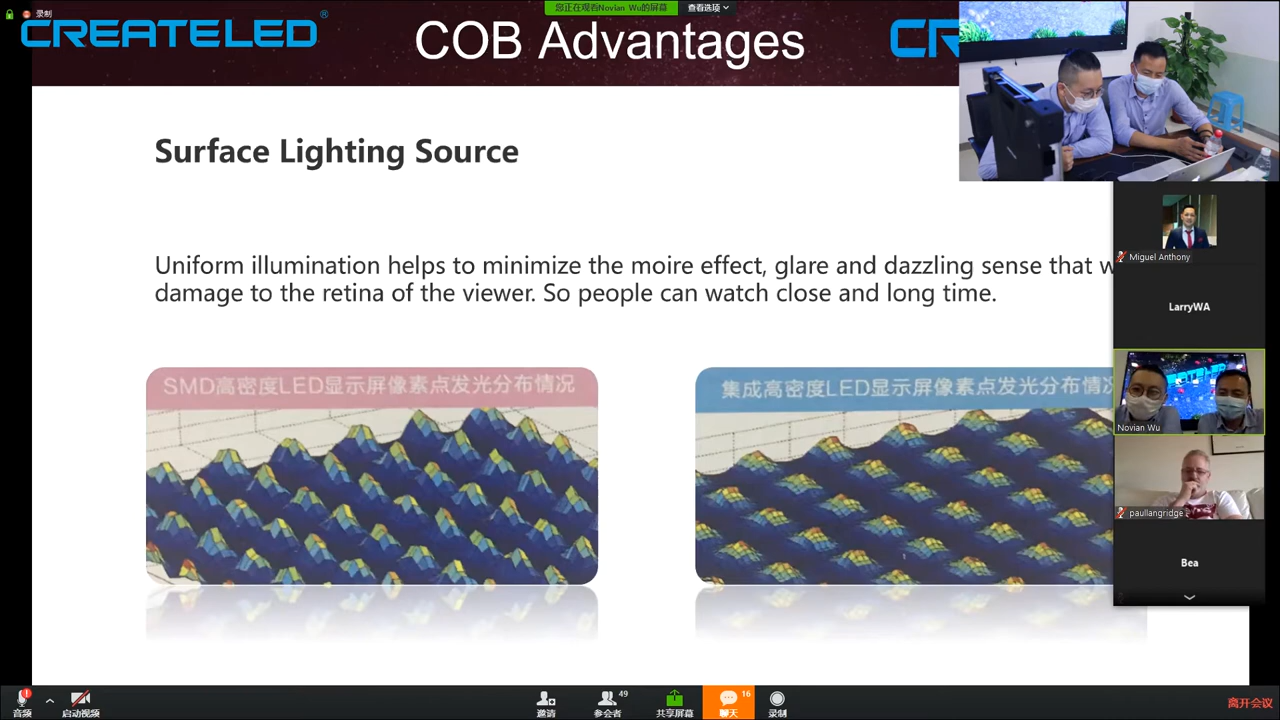 录制
您正在观看Novian Wu的屏幕
查看选项
CREATELED®
COB Advantages
CR
Surface Lighting Source
Uniform illumination helps to minimize the moire effect, glare and dazzling sense that w
damage to the retina of the viewer. So people can watch close and long time.
SMD高密度LED显示屏像素点发光分布情况
集成高密度LED显示屏像素点发光分布情
Miguel Anthony
LarryWA
Novian Wu
paullangridge
Bea
音频
启动视频
邀请
49
参会者
共享屏幕
16
聊天
录制
离开会议